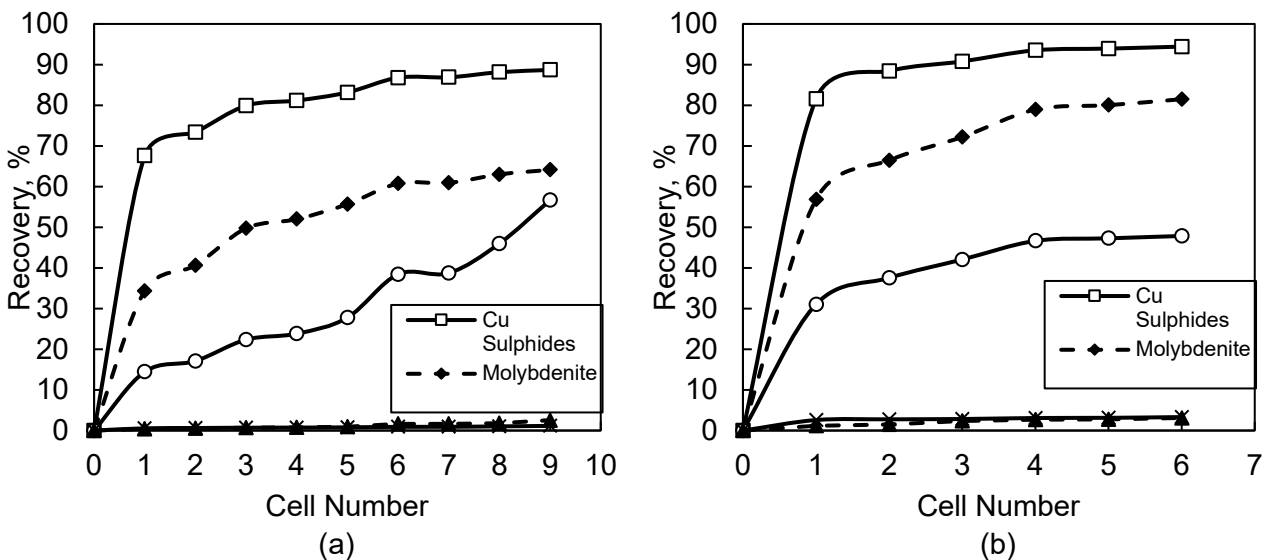 100
90
80
70
60
50
40
30
20
10
0
Recovery, %
Cu
Sulphides
Molybdenite
0 1 2 3 4 5 6 7 8 9 10
Cell Number
(a)
100
90
80
70
60
50
40
30
20
10
0
Recovery, %
Cu
Sulphides
Molybdenite
0 1 2 3 4 5 6 7
Cell Number
(b)